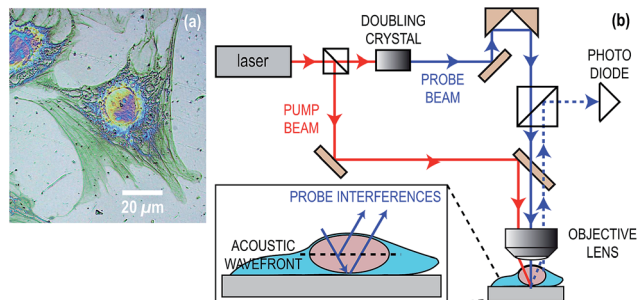 (a)
20 µm
(b)
DOUBLING
CRYSTAL
laser
PROBE
BEAM
PHOTO
DIODE
PUMP
BEAM
PROBE INTERFERENCES
ACOUSTIC
WAVEFRONT
OBJECTIVE
LENS